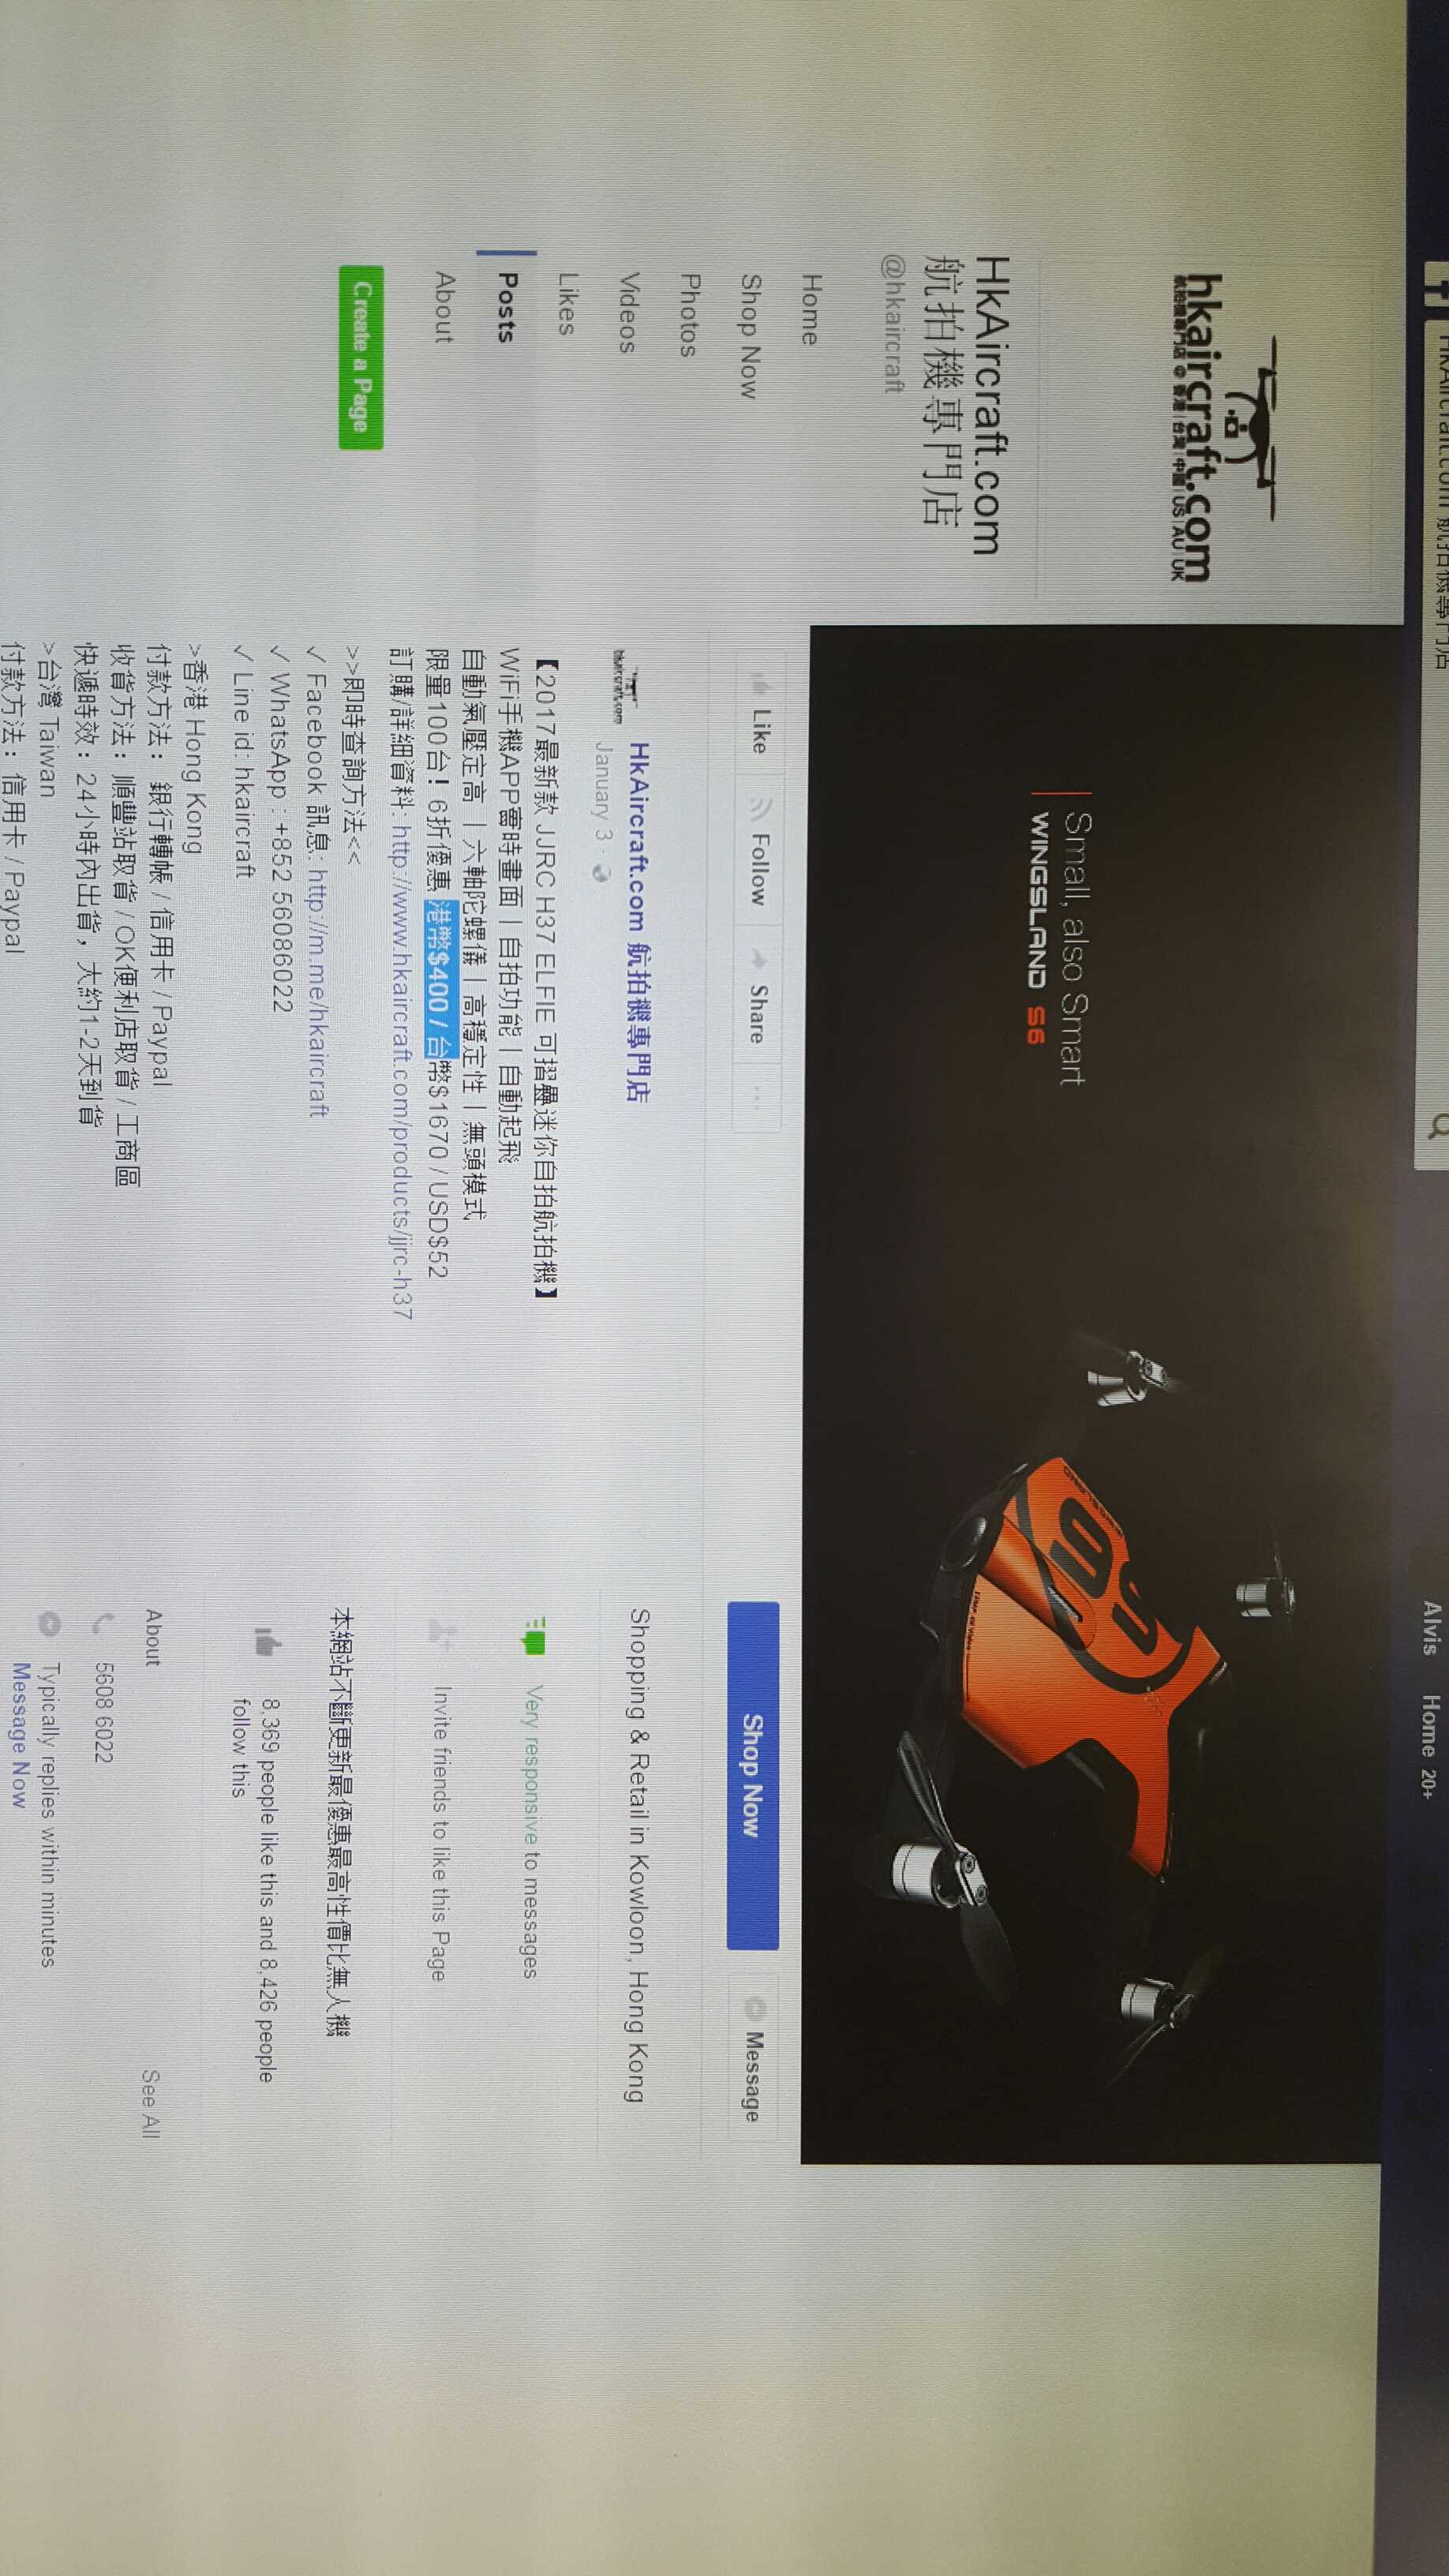 HkAircraft.com 航拍機專門店
Alvis
Home 20+
hkaircraft.com
航拍機專門店 @ 香港|台灣|中國|US|AU|UK
HkAircraft.com
航拍機專門店
@hkaircraft
Home
Shop Now
Photos
Videos
Likes
Posts
About
Create a Page
Small, also Smart
WINGSLAND S6
Like
Follow
Share
...
Shop Now
Message
HkAircraft.com 航拍機專門店
January 3 ·
【2017最新款 JJRC H37 ELFIE 可摺疊迷你自拍航拍機】
WiFi手機APP實時畫面｜自拍功能｜自動起飛
自動氣壓定高｜六軸陀螺儀｜高穩定性｜無頭模式
限量100台！6折優惠 港幣$400 / 台幣$1670 / USD$52
訂購/詳細資料: http://www.hkaircraft.com/products/jjrc-h37
>>即時查詢方法<<
✓ Facebook 訊息: http://m.me/hkaircraft
✓ WhatsApp : +852 56086022
✓ Line id: hkaircraft
>香港 Hong Kong
付款方法： 銀行轉帳 / 信用卡 / Paypal
收貨方法：順豐站取貨 / OK便利店取貨 / 工商區
快遞時效：24小時內出貨，大約1-2天到貨
>台灣 Taiwan
付款方法：信用卡 / Paypal
Shopping & Retail in Kowloon, Hong Kong
Very responsive to messages
Invite friends to like this Page
本網站不斷更新最優惠最高性價比無人機
8,369 people like this and 8,426 people
follow this
About
See All
5608 6022
Typically replies within minutes
Message Now